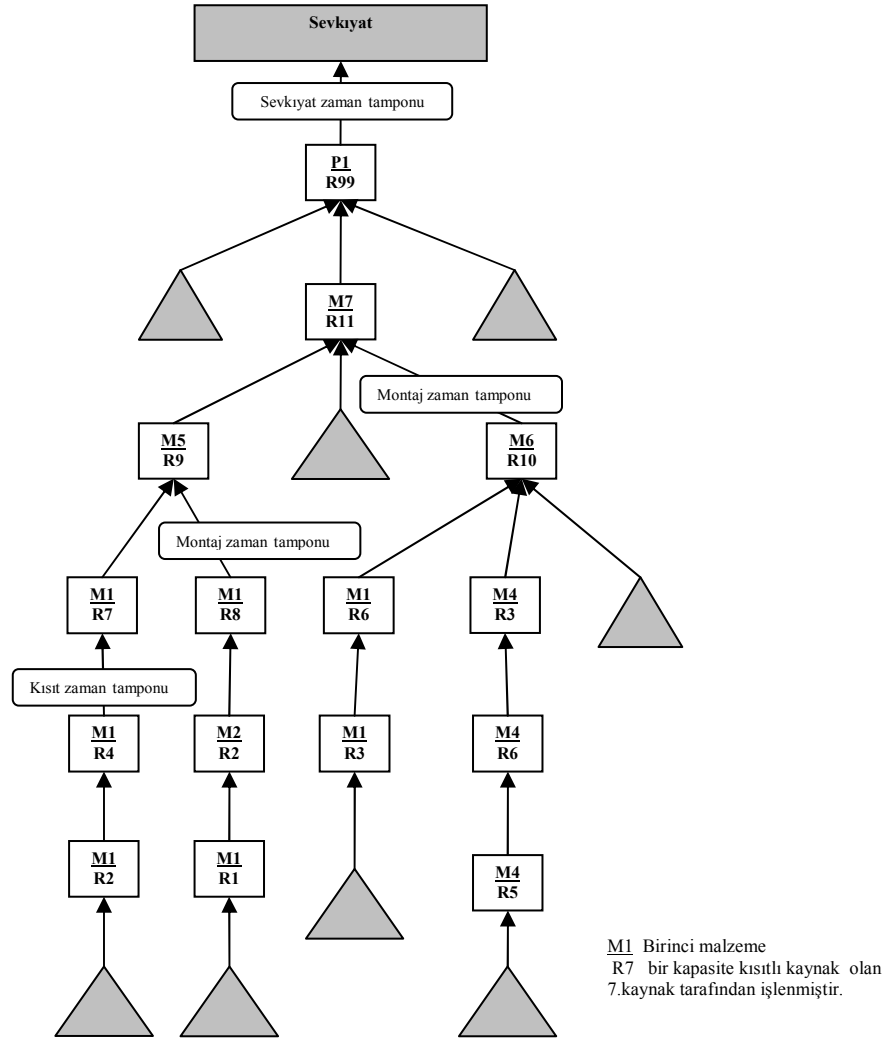 Sevkıyat
Sevkıyat zaman tamponu
P1
R99
M7
R11
Montaj zaman tamponu
M5
R9
M6
R10
Montaj zaman tamponu
M1
R7
M1
R8
M1
R6
M4
R3
Kısıt zaman tamponu
M1
R4
M2
R2
M1
R3
M4
R6
M1
R2
M1
R1
M4
R5
M1 Birinci malzeme
R7 bir kapasite kısıtlı kaynak olan
7.kaynak tarafından işlenmiştir.